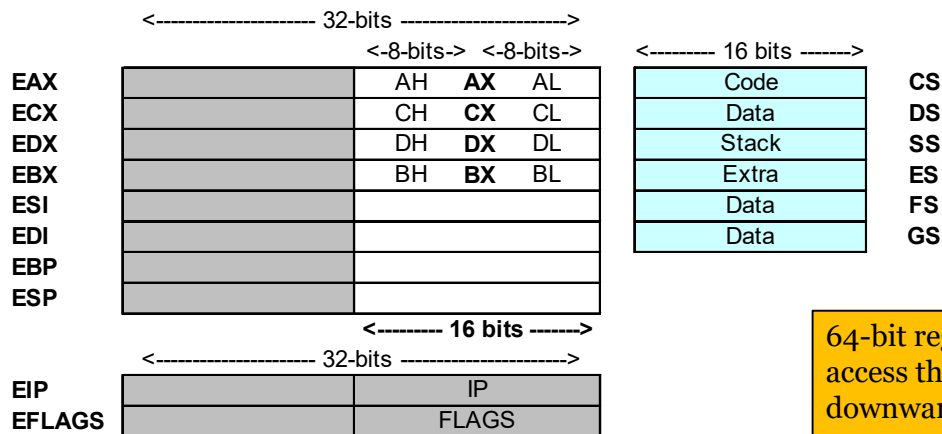 <---------------------- 32-bits ----------------------->
<-8-bits-> <-8-bits-> <--------- 16 bits ------->
EAX AH AX AL Code CS
ECX CH CX CL Data DS
EDX DH DX DL Stack SS
EBX BH BX BL Extra ES
ESI Data FS
EDI Data GS
EBP
ESP
<--------- 16 bits ------->
<---------------------- 32-bits ----------------------->
EIP IP
EFLAGS FLAGS
64-bit
access
downwar